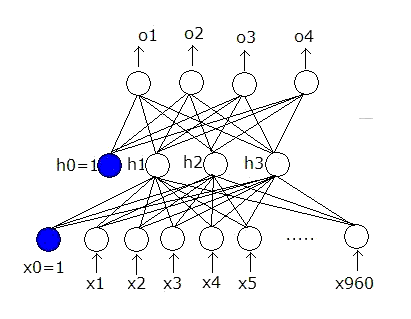 o1 o2 o3 o4
h0=1 h1 h2 h3
.....
x0=1 x1 x2 x3 x4 x5 x960